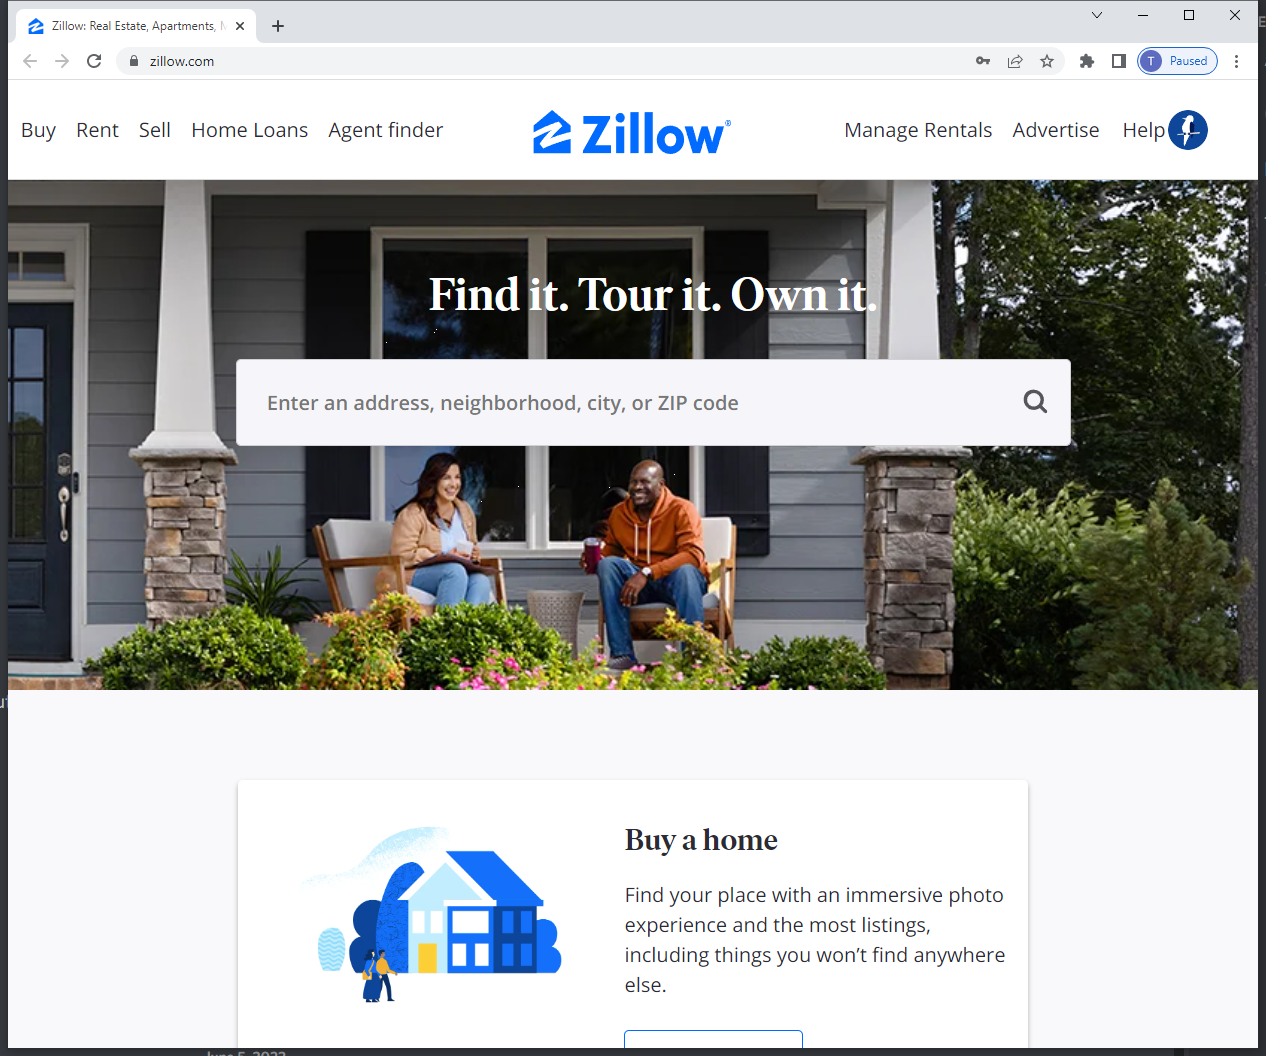 Zillow: Real Estate, Apartments,
zillow.com
T Paused
Buy Rent Sell Home Loans Agent finder Zillow® Manage Rentals Advertise Help
Find it. Tour it. Own it.
Enter an address, neighborhood, city, or ZIP code
Buy a home
Find your place with an immersive photo
experience and the most listings,
including things you won’t find anywhere
else.